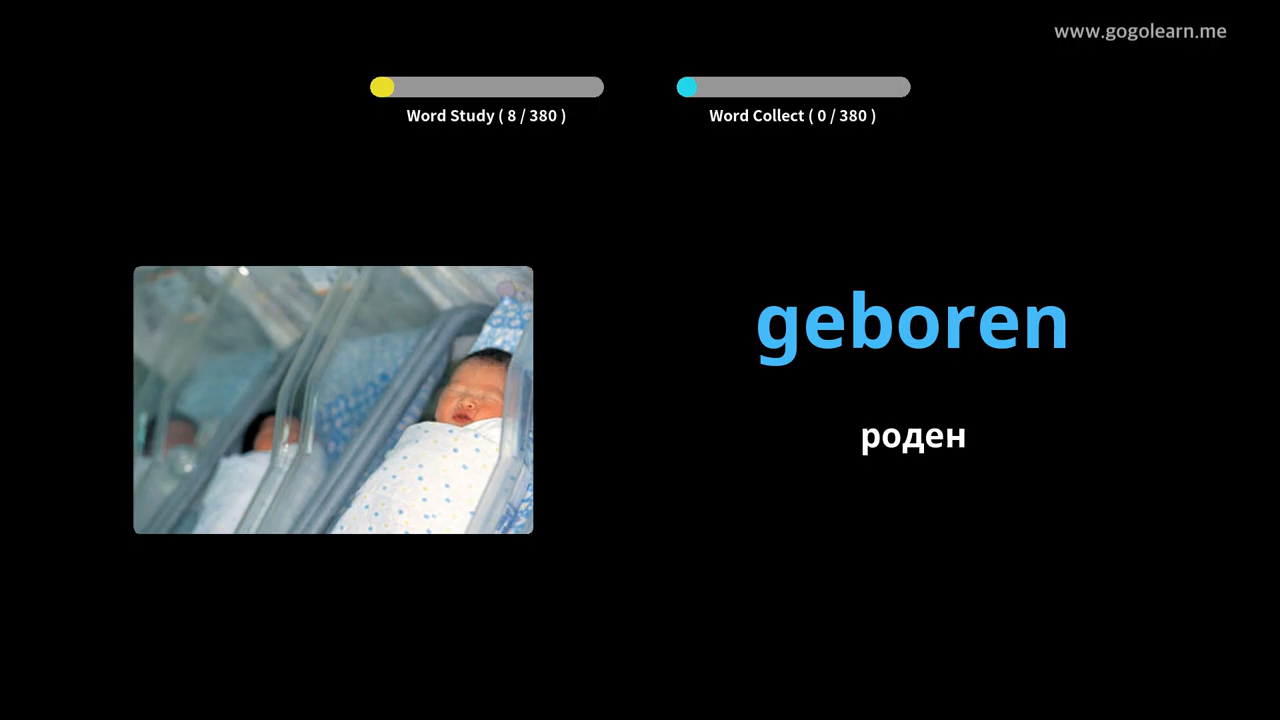 www.gogolearn.me
Word Study ( 8 / 380 )
Word Collect ( 0 / 380 )
geboren
роден